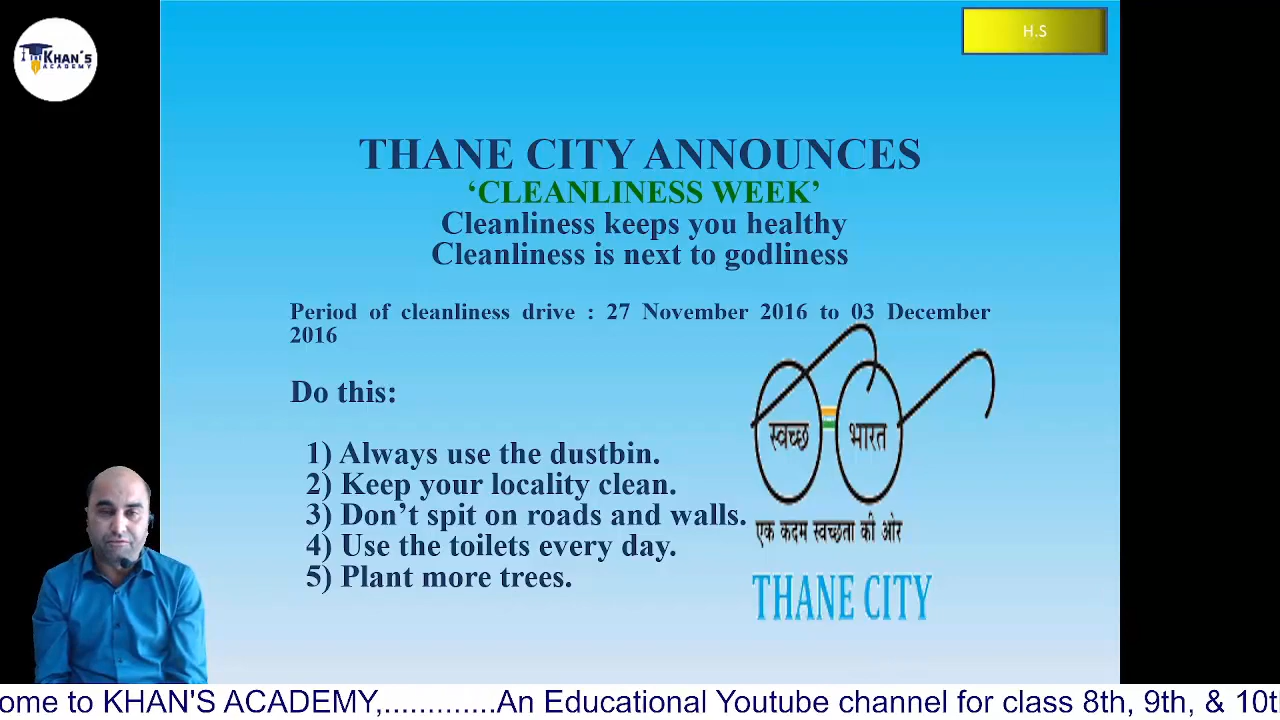 KHAN'S
ACADEMY
H.S
THANE CITY ANNOUNCES
‘CLEANLINESS WEEK’
Cleanliness keeps you healthy
Cleanliness is next to godliness
Period of cleanliness drive : 27 November 2016 to 03 December
2016
Do this:
1) Always use the dustbin.
2) Keep your locality clean.
3) Don’t spit on roads and walls.
4) Use the toilets every day.
5) Plant more trees.
स्वच्छ भारत
एक कदम स्वच्छता की ओर
THANE CITY
ome to KHAN'S ACADEMY,.............An Educational Youtube channel for class 8th, 9th, & 10t